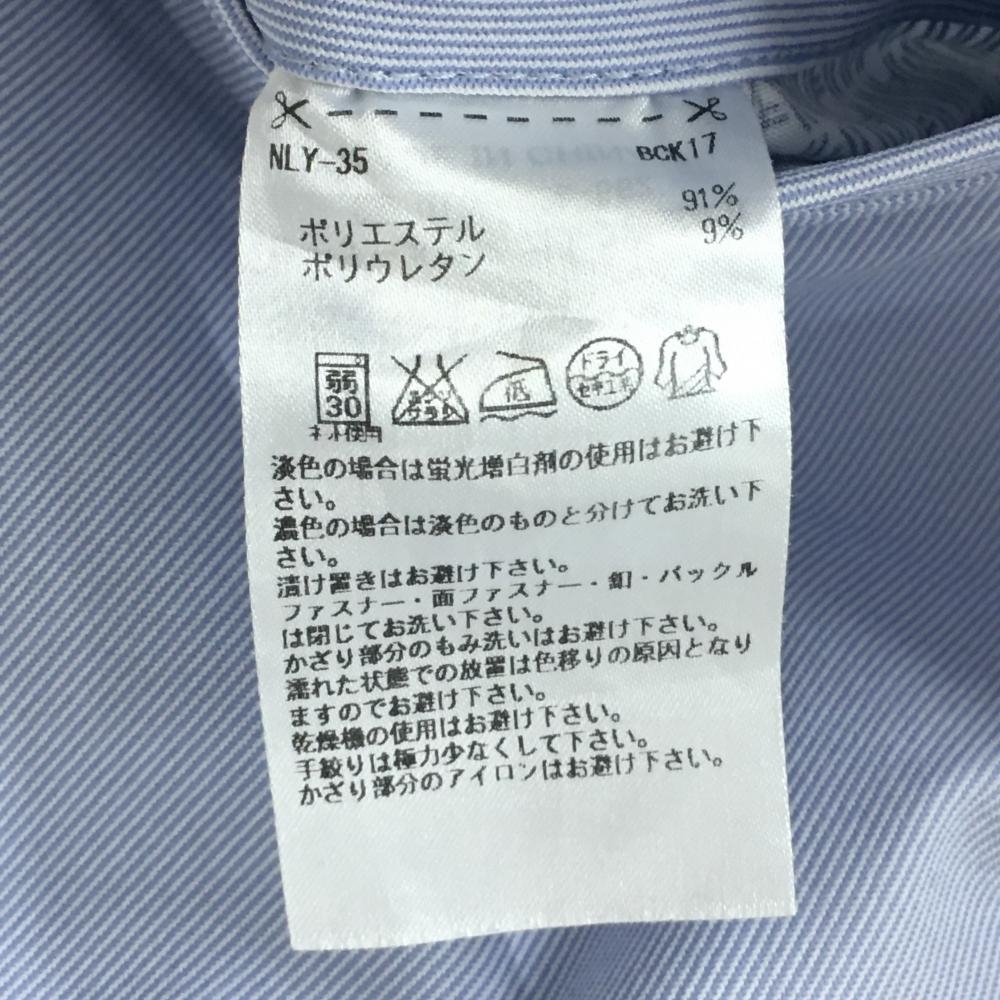 NLY-35 BCK17
ポリエステル 91%
ポリウレタン 9%
弱
30
ネット使用
エンソ
サラシ
低
ドライ
セキユ系
淡色の場合は蛍光増白剤の使用はお避け下
さい。
濃色の場合は淡色のものと分けてお洗い下
さい。
漬け置きはお避け下さい。
ファスナー・面ファスナー・釦・バックル
は閉じてお洗い下さい。
かざり部分のもみ洗いはお避け下さい。
濡れた状態での放置は色移りの原因となり
ますのでお避け下さい。
乾燥機の使用はお避け下さい。
手絞りは極力少なくして下さい。
かざり部分のアイロンはお避け下さい。